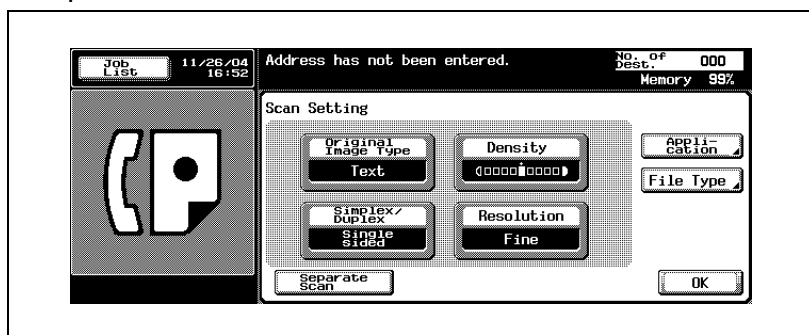 Job
List
11/26/04
16:52
Address has not been entered.
No. of
Dest.
000
Memory 99%
Scan Setting
Original
Image Type
Text
Density
Appli-
cation
File Type
Simplex/
Duplex
Single
sided
Resolution
Fine
Separate
Scan
OK